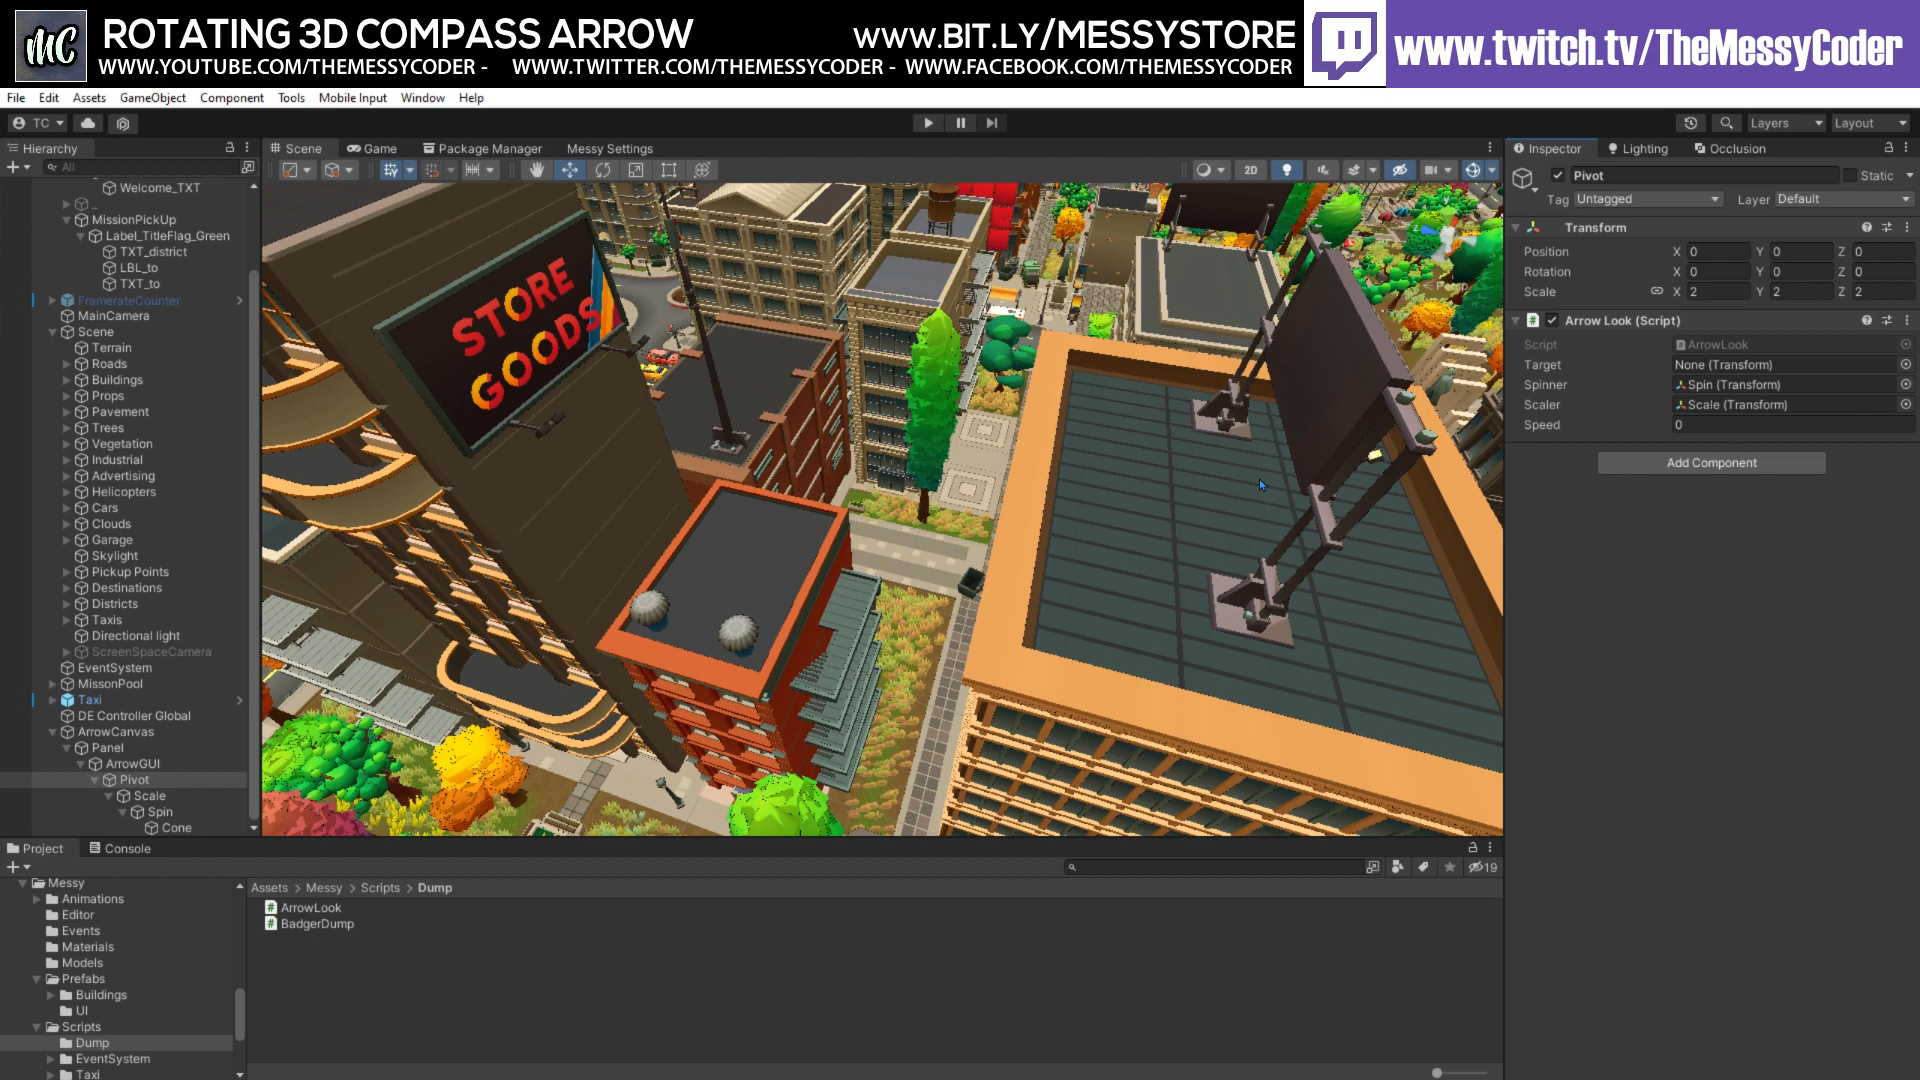 MC
ROTATING 3D COMPASS ARROW
WWW.BIT.LY/MESSYSTORE
WWW.YOUTUBE.COM/THEMESSYCODER - WWW.TWITTER.COM/THEMESSYCODER - WWW.FACEBOOK.COM/THEMESSYCODER
www.twitch.tv/TheMessyCoder
File Edit Assets GameObject Component Tools Mobile Input Window Help
TC
Layers Layout
Hierarchy
All
Welcome_TXT
_
MissionPickUp
Label_TitleFlag_Green
TXT_district
LBL_to
TXT_to
FramerateCounter
MainCamera
Scene
Terrain
Roads
Buildings
Props
Pavement
Trees
Vegetation
Industrial
Advertising
Helicopters
Cars
Clouds
Garage
Skylight
Pickup Points
Destinations
Districts
Taxis
Directional light
ScreenSpaceCamera
EventSystem
MissonPool
Taxi
DE Controller Global
ArrowCanvas
Panel
ArrowGUI
Pivot
Scale
Spin
Cone
Scene Game Package Manager Messy Settings
2D
STORE
GOODS
Persp
Inspector Lighting Occlusion
Pivot Static
Tag Untagged Layer Default
Transform
Position X 0 Y 0 Z 0
Rotation X 0 Y 0 Z 0
Scale X 2 Y 2 Z 2
Arrow Look (Script)
Script ArrowLook
Target None (Transform)
Spinner Spin (Transform)
Scaler Scale (Transform)
Speed 0
Add Component
Project Console
19
Messy
Animations
Editor
Events
Materials
Models
Prefabs
Buildings
UI
Scripts
Dump
EventSystem
Taxi
Assets > Messy > Scripts > Dump
ArrowLook
BadgerDump